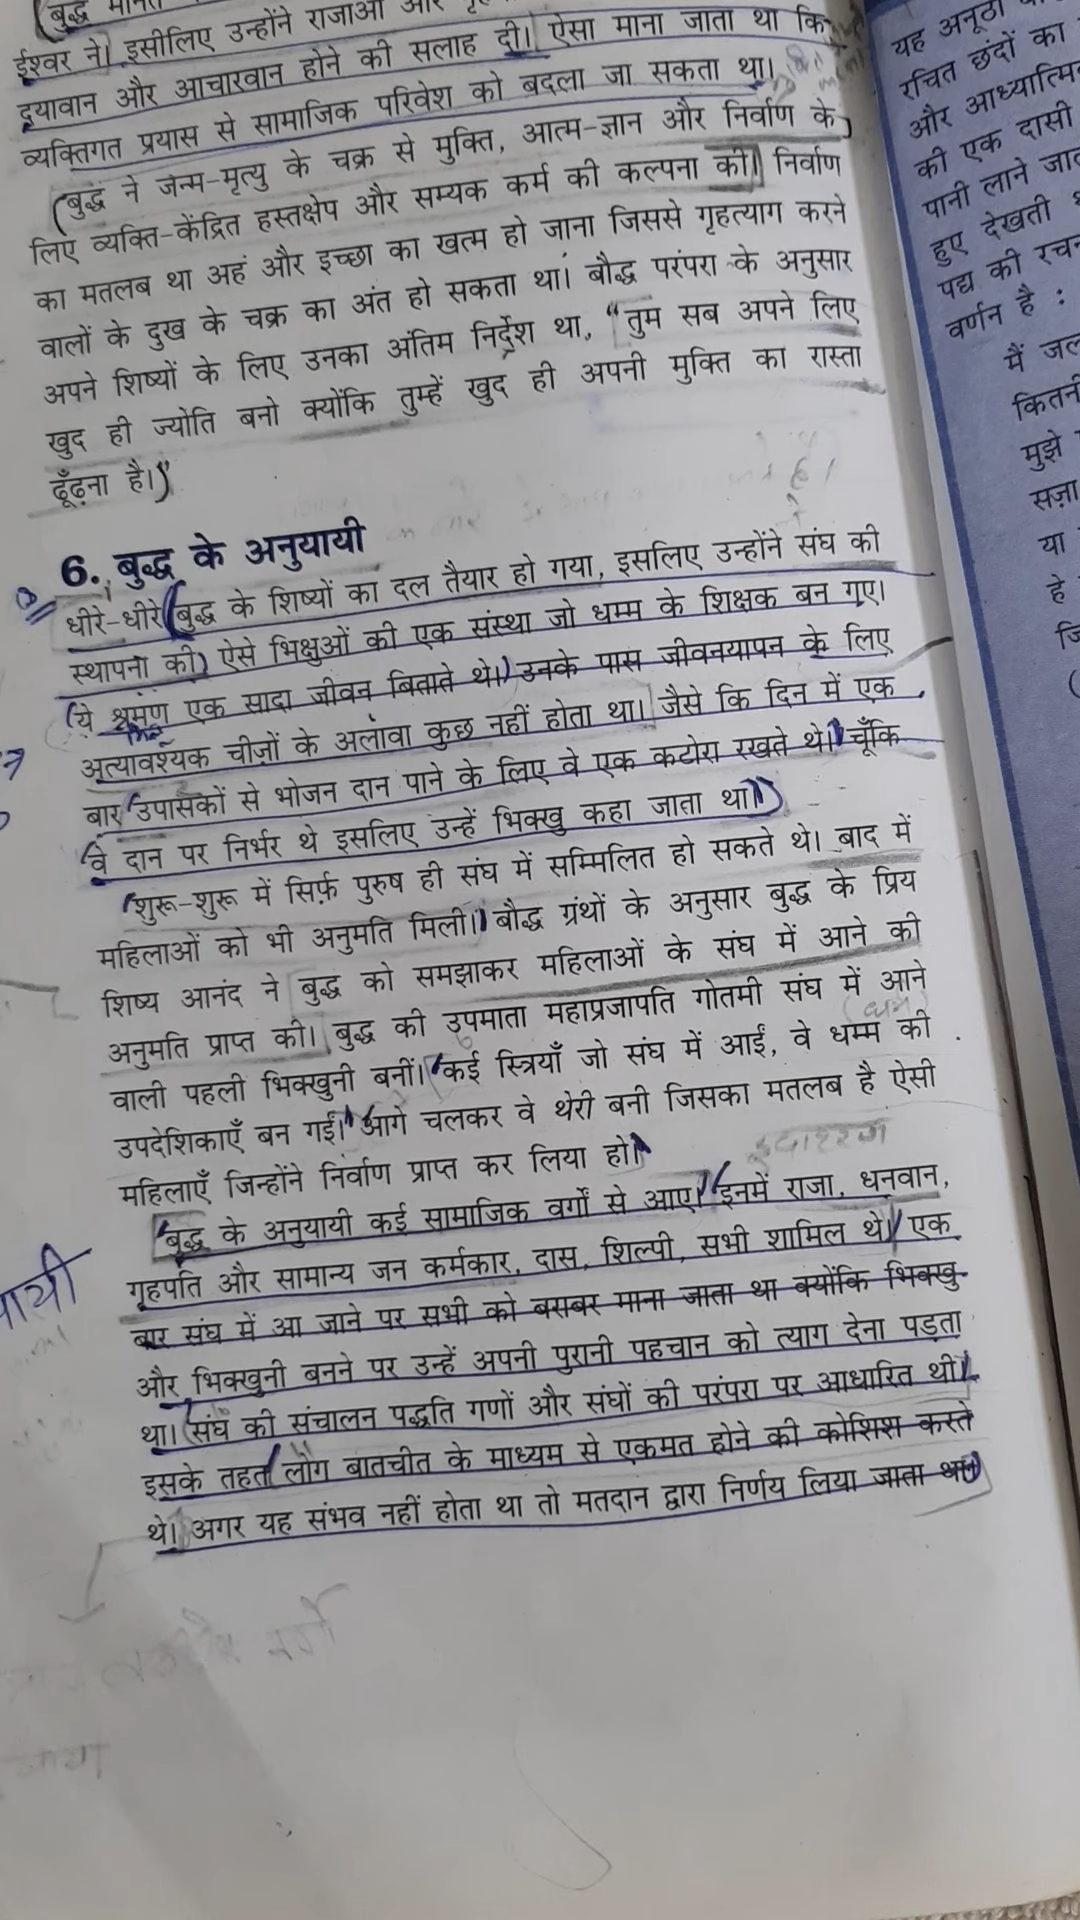 (बुद्ध मानते
ईश्वर ने। इसीलिए उन्होंने राजाओं और
दयावान और आचारवान होने की सलाह दी। ऐसा माना जाता था कि
व्यक्तिगत प्रयास से सामाजिक परिवेश को बदला जा सकता था।
(बुद्ध ने जन्म-मृत्यु के चक्र से मुक्ति, आत्म-ज्ञान और निर्वाण के
लिए व्यक्ति-केंद्रित हस्तक्षेप और सम्यक कर्म की कल्पना की। निर्वाण
का मतलब था अहं और इच्छा का खत्म हो जाना जिससे गृहत्याग करने
वालों के दुख के चक्र का अंत हो सकता था। बौद्ध परंपरा के अनुसार
अपने शिष्यों के लिए उनका अंतिम निर्देश था, “तुम सब अपने लिए
खुद ही ज्योति बनो क्योंकि तुम्हें खुद ही अपनी मुक्ति का रास्ता
ढूँढ़ना है।”)
6. बुद्ध के अनुयायी
धीरे-धीरे (बुद्ध के शिष्यों का दल तैयार हो गया, इसलिए उन्होंने संघ की
स्थापना की) ऐसे भिक्षुओं की एक संस्था जो धम्म के शिक्षक बन गए।
(ये श्रमण एक सादा जीवन बिताते थे।) उनके पास जीवनयापन के लिए
अत्यावश्यक चीज़ों के अलावा कुछ नहीं होता था। जैसे कि दिन में एक
बार उपासकों से भोजन दान पाने के लिए वे एक कटोरा रखते थे। चूँकि
(वे दान पर निर्भर थे इसलिए उन्हें भिक्खु कहा जाता था।)
शुरू-शुरू में सिर्फ़ पुरुष ही संघ में सम्मिलित हो सकते थे। बाद में
महिलाओं को भी अनुमति मिली। बौद्ध ग्रंथों के अनुसार बुद्ध के प्रिय
शिष्य आनंद ने बुद्ध को समझाकर महिलाओं के संघ में आने की
अनुमति प्राप्त की। बुद्ध की उपमाता महाप्रजापति गोतमी संघ में आने
वाली पहली भिक्खुनी बनीं। कई स्त्रियाँ जो संघ में आईं, वे धम्म की
उपदेशिकाएँ बन गईं। आगे चलकर वे थेरी बनी जिसका मतलब है ऐसी
महिलाएँ जिन्होंने निर्वाण प्राप्त कर लिया हो।
उदाहरण
बुद्ध के अनुयायी कई सामाजिक वर्गों से आए। इनमें राजा, धनवान,
गृहपति और सामान्य जन कर्मकार, दास, शिल्पी, सभी शामिल थे। एक
बार संघ में आ जाने पर सभी को बराबर माना जाता था क्योंकि भिक्खु
और भिक्खुनी बनने पर उन्हें अपनी पुरानी पहचान को त्याग देना पड़ता
था। (संघ की संचालन पद्धति गणों और संघों की परंपरा पर आधारित थी।
इसके तहत लोग बातचीत के माध्यम से एकमत होने की कोशिश करते
थे। अगर यह संभव नहीं होता था तो मतदान द्वारा निर्णय लिया जाता था।
यह अनूठा
रचित छंदों का
और आध्यात्मि
की एक दासी
पानी लाने जा
हुए देखती
पद्य की रच
वर्णन है :
मैं जल
कितनी
मुझे
सज़ा
या
हे